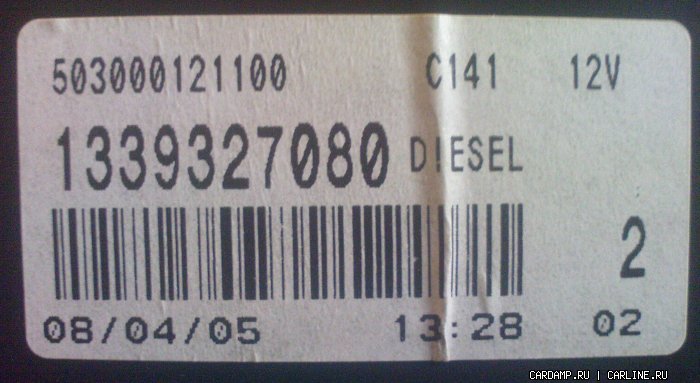 503000121100 C141 12V
1339327080 DIESEL
2
08/04/05 13:28 02
CARDAMP.RU | CARLINE.RU